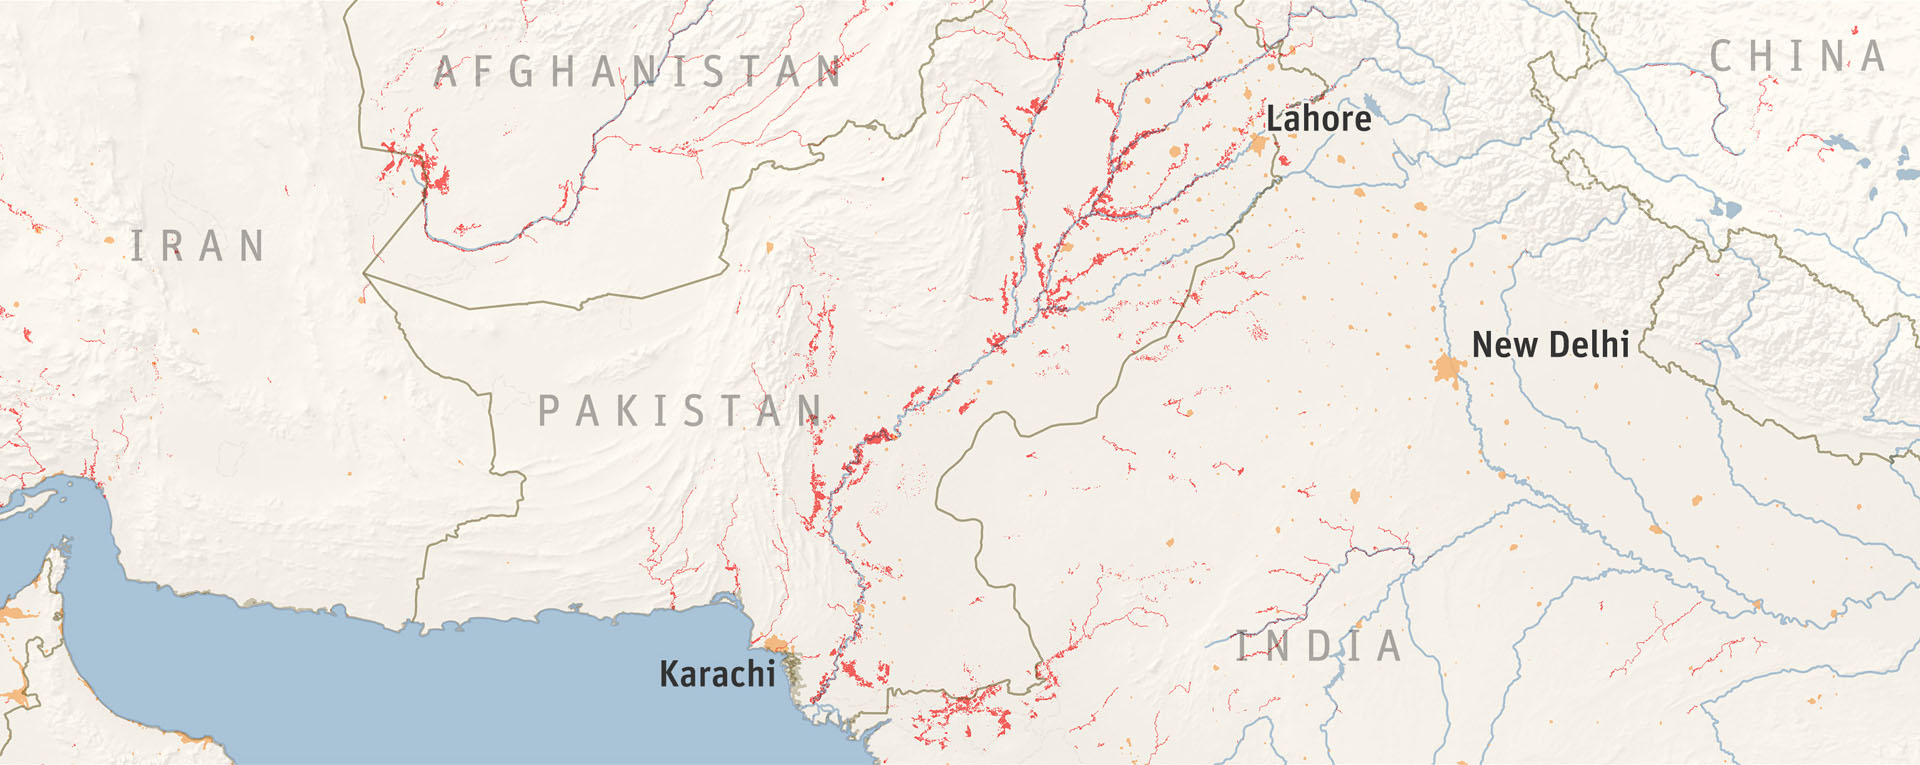 AFGHANISTAN
CHINA
Lahore
IRAN
New Delhi
PAKISTAN
INDIA
Karachi